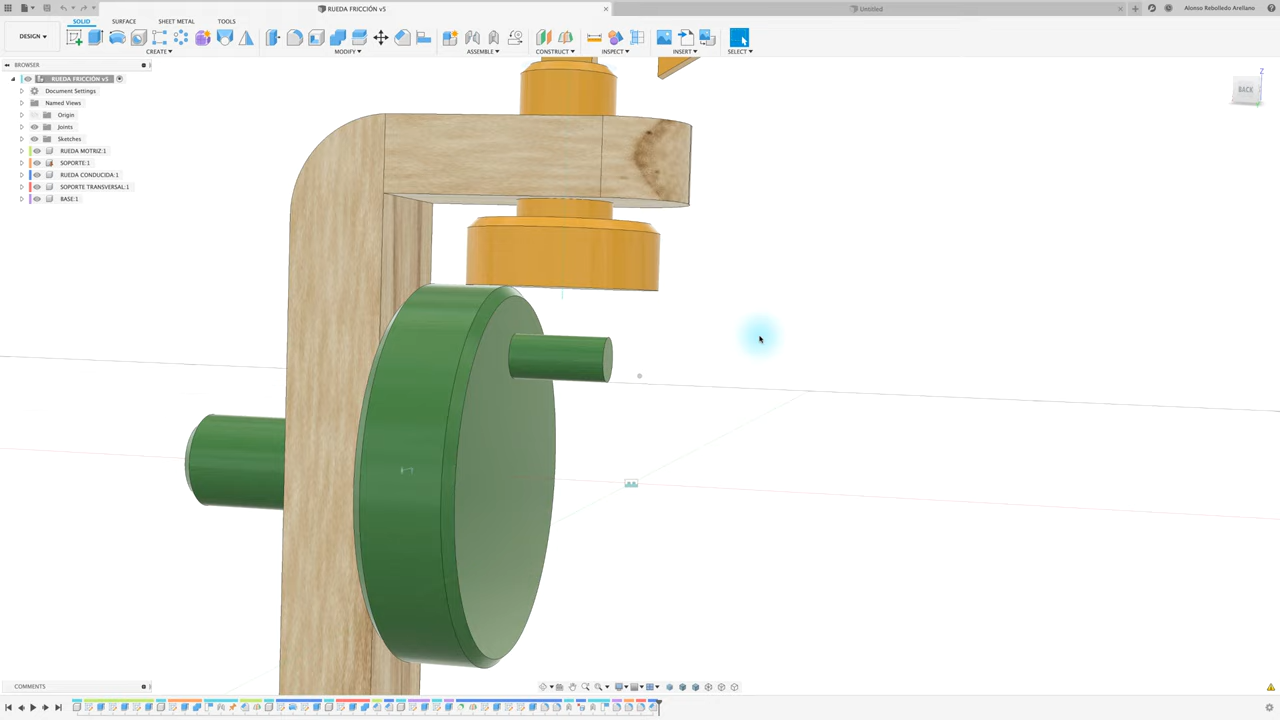 RUEDA FRICCIÓN v5
Untitled
Alonso Rebolledo Arellano
DESIGN
SOLID
SURFACE
SHEET METAL
TOOLS
CREATE
MODIFY
ASSEMBLE
CONSTRUCT
INSPECT
INSERT
SELECT
BROWSER
RUEDA FRICCIÓN v5
Document Settings
Named Views
Origin
Joints
Sketches
RUEDA MOTRIZ:1
SOPORTE:1
RUEDA CONDUCIDA:1
SOPORTE TRANSVERSAL:1
BASE:1
Z
BACK
COMMENTS